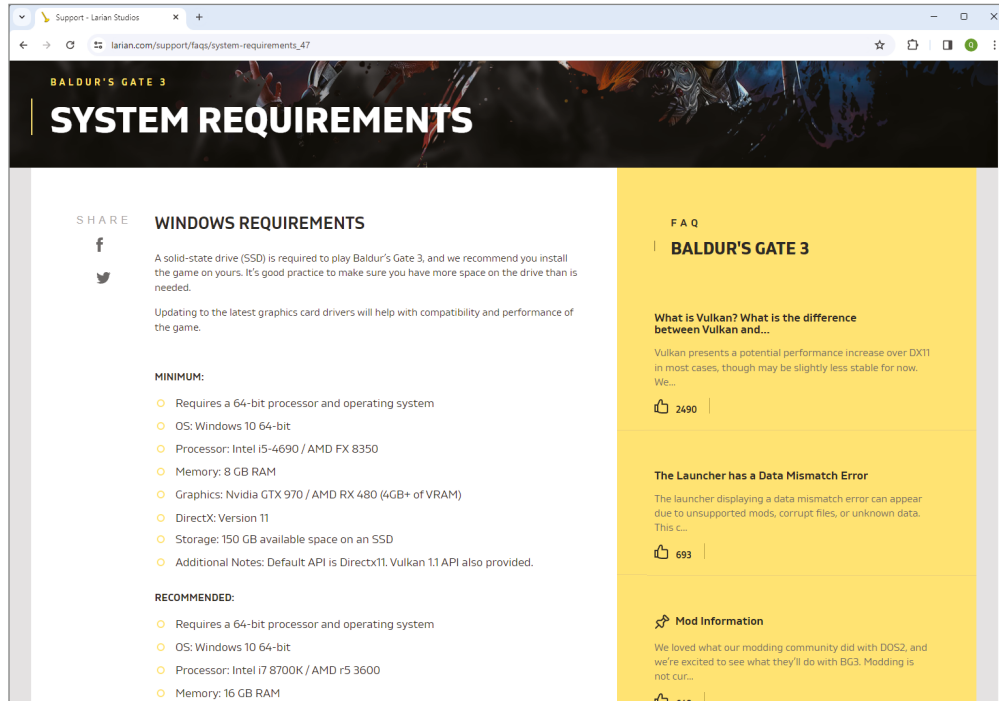 Support - Larian Studios
larian.com/support/faqs/system-requirements_47
Q
BALDUR'S GATE 3
SYSTEM REQUIREMENTS
SHARE
WINDOWS REQUIREMENTS
A solid-state drive (SSD) is required to play Baldur's Gate 3, and we recommend you install
the game on yours. It's good practice to make sure you have more space on the drive than is
needed.
Updating to the latest graphics card drivers will help with compatibility and performance of
the game.
MINIMUM:
Requires a 64-bit processor and operating system
OS: Windows 10 64-bit
Processor: Intel i5-4690 / AMD FX 8350
Memory: 8 GB RAM
Graphics: Nvidia GTX 970 / AMD RX 480 (4GB+ of VRAM)
DirectX: Version 11
Storage: 150 GB available space on an SSD
Additional Notes: Default API is Directx11. Vulkan 1.1 API also provided.
RECOMMENDED:
Requires a 64-bit processor and operating system
OS: Windows 10 64-bit
Processor: Intel i7 8700K / AMD r5 3600
Memory: 16 GB RAM
FAQ
BALDUR'S GATE 3
What is Vulkan? What is the difference
between Vulkan and...
Vulkan presents a potential performance increase over DX11
in most cases, though may be slightly less stable for now.
We...
2490
The Launcher has a Data Mismatch Error
The launcher displaying a data mismatch error can appear
due to unsupported mods, corrupt files, or unknown data.
This c...
693
Mod Information
We loved what our modding community did with DOS2, and
we're excited to see what they'll do with BG3. Modding is
not cur...